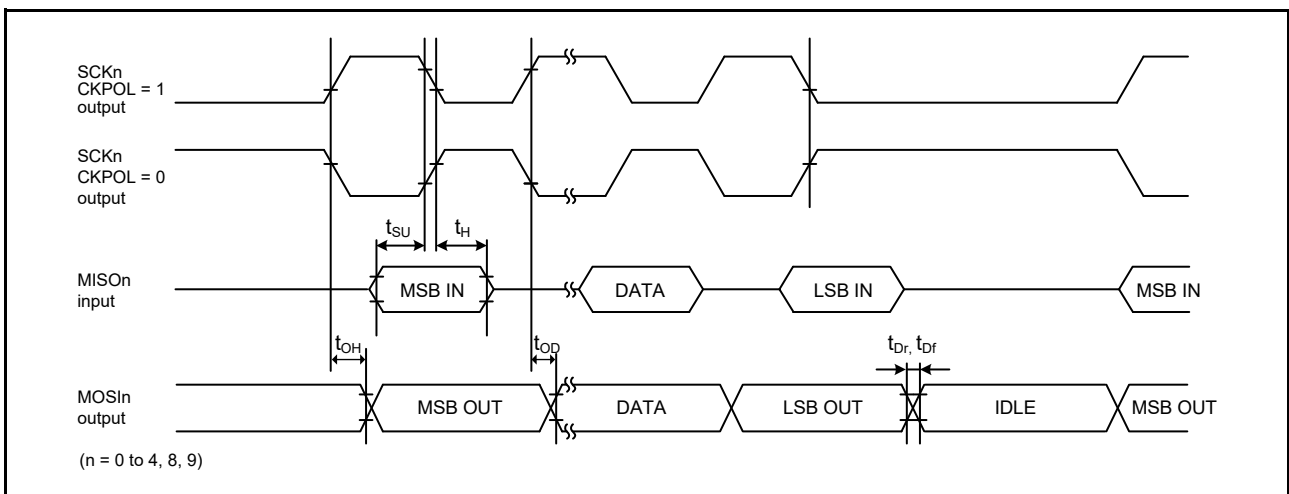 SCKn
CKPOL = 1
output
SCKn
CKPOL = 0
output
tSU
tH
MISOn
input
MSB IN
DATA
LSB IN
MSB IN
tOH
tOD
tDr, tDf
MOSIn
output
MSB OUT
DATA
LSB OUT
IDLE
MSB OUT
(n = 0 to 4, 8, 9)